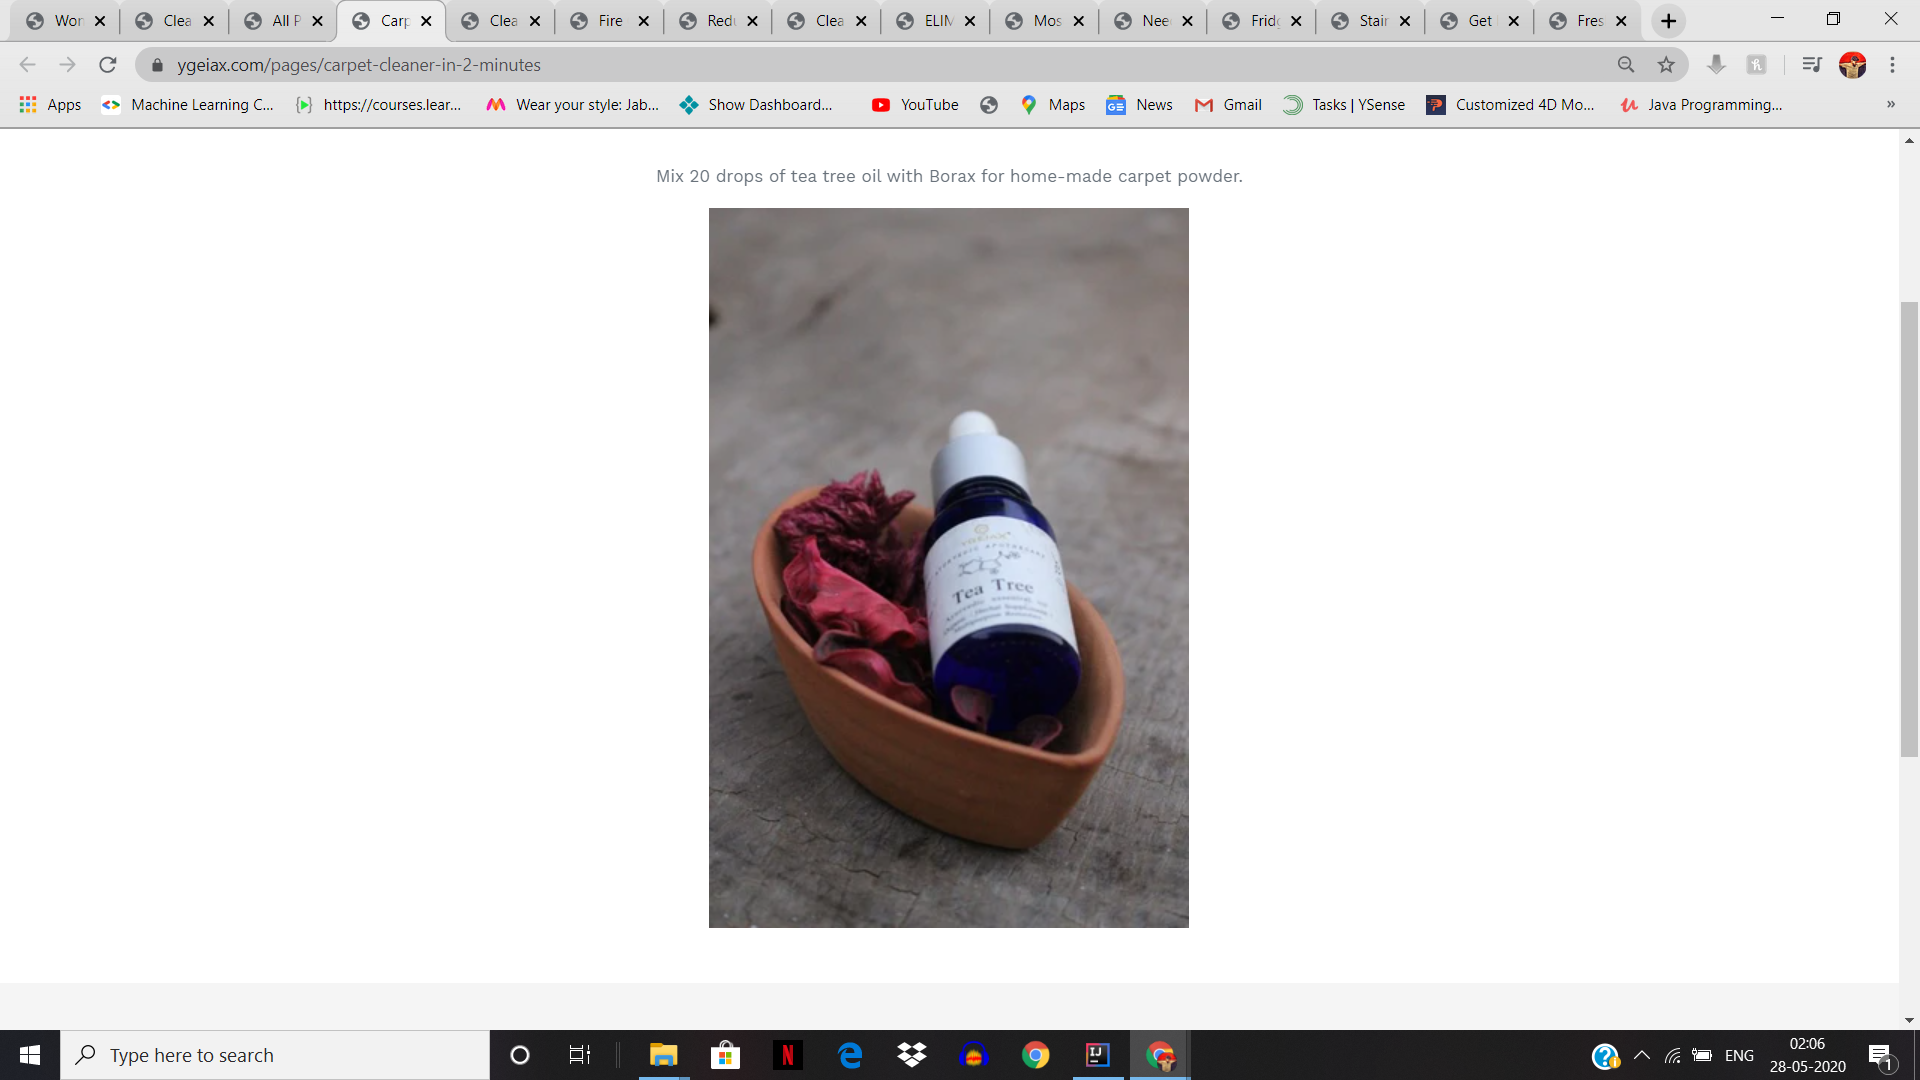 Wor
Clea
All P
Carp
Clea
Fire
Redu
Clea
ELIM
Mos
Nee
Fridg
Stair
Get
Fres
ygeiax.com/pages/carpet-cleaner-in-2-minutes
Apps
Machine Learning C...
https://courses.lear...
Wear your style: Jab...
Show Dashboard...
YouTube
Maps
News
Gmail
Tasks | YSense
Customized 4D Mo...
Java Programming...
»
Mix 20 drops of tea tree oil with Borax for home-made carpet powder.
YGEIAX
Tea Tree
Type here to search
ENG
02:06
28-05-2020
1